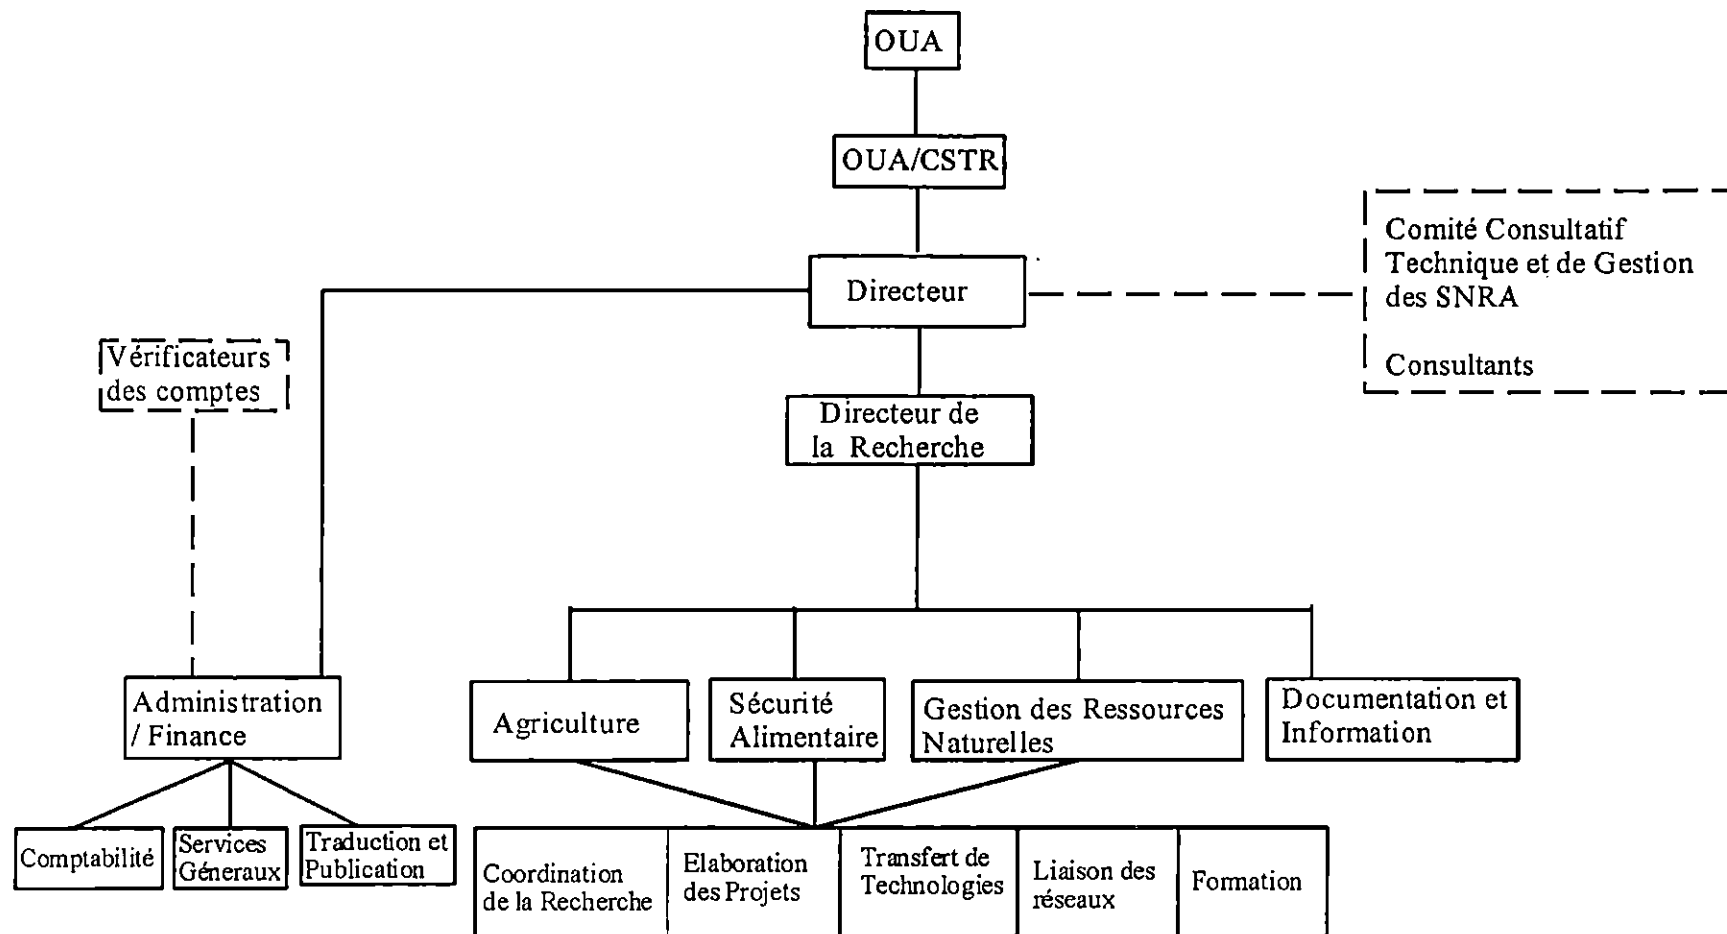 OUA
OUA/CSTR
Comité Consultatif
Technique et de Gestion
des SNRA
Consultants
Directeur
Vérificateurs
des comptes
Directeur de
la Recherche
Administration
/ Finance
Agriculture
Sécurité
Alimentaire
Gestion des Ressources
Naturelles
Documentation et
Information
Comptabilité
Services
Géneraux
Traduction et
Publication
Coordination
de la Recherche
Elaboration
des Projets
Transfert de
Technologies
Liaison des
réseaux
Formation